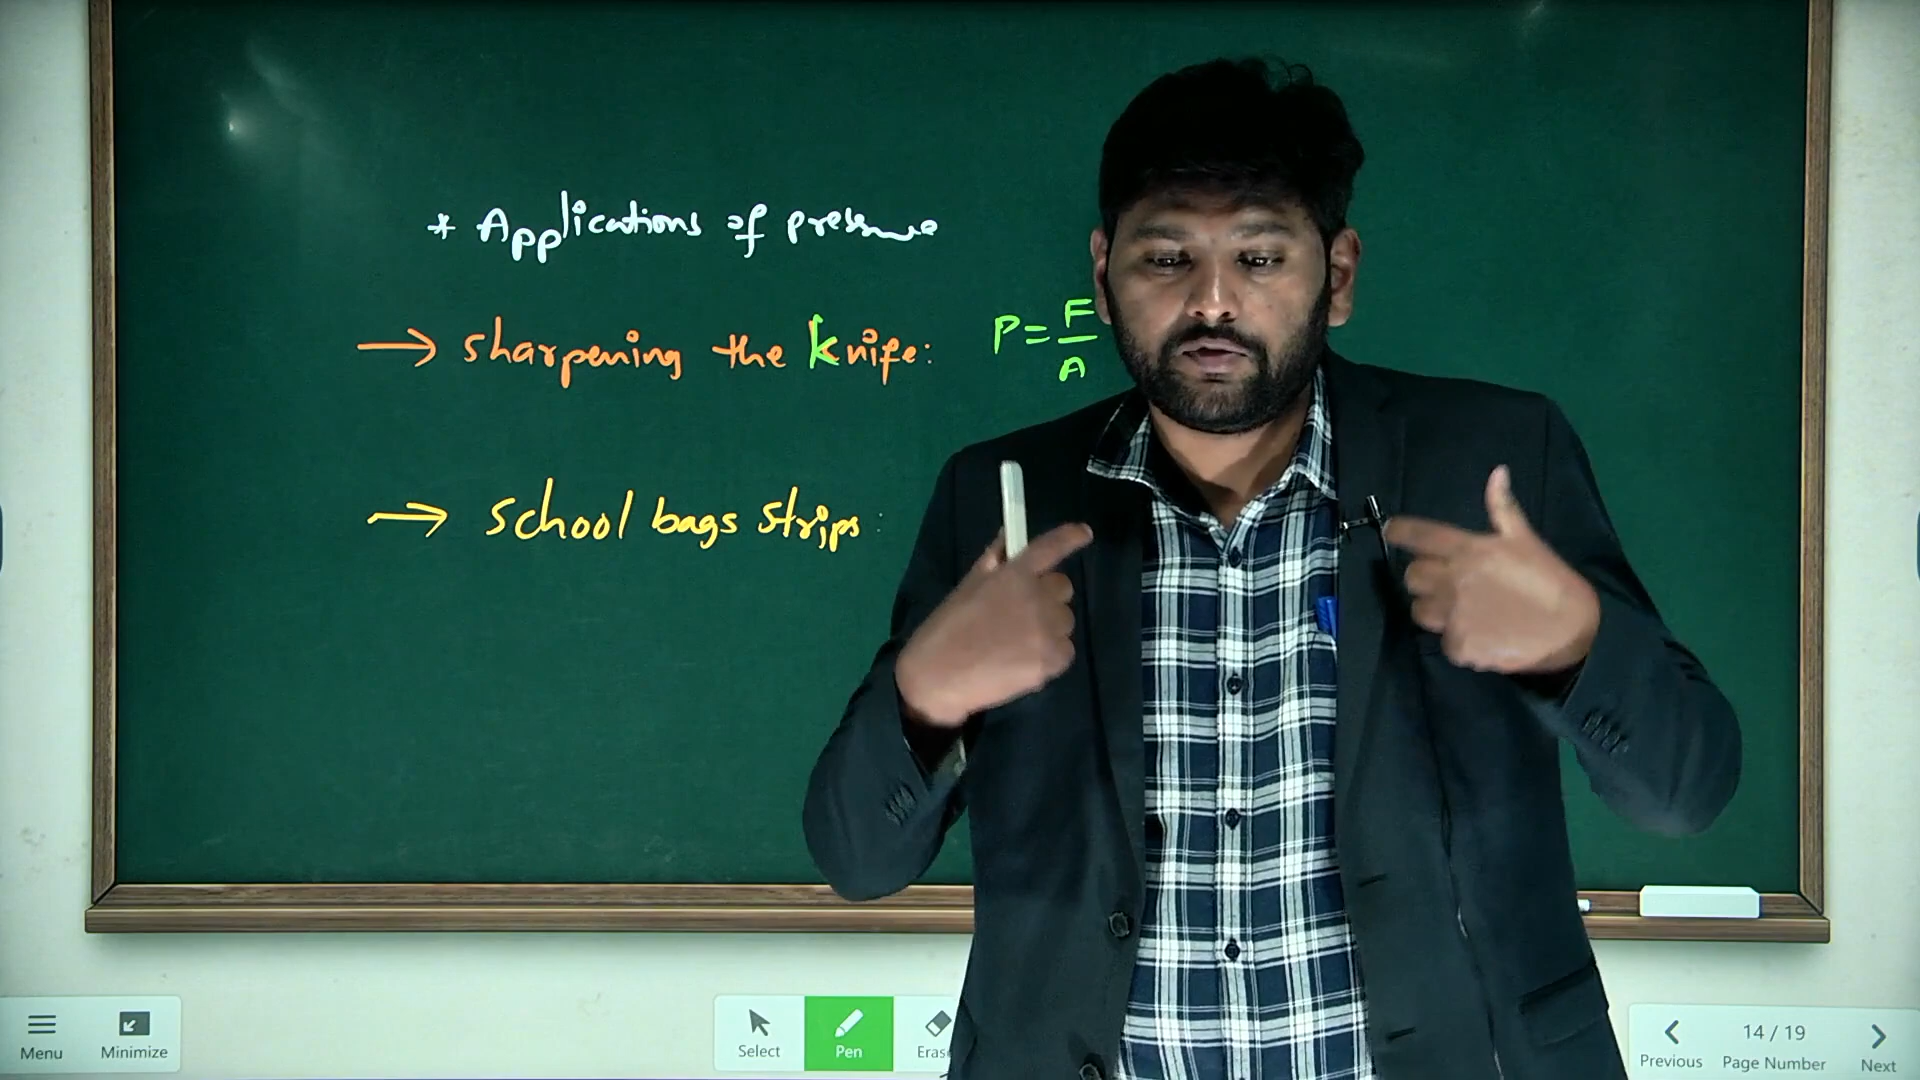 * Applications of pressure
→ sharpening the knife: P = F/A
→ school bags strips:
Menu
Minimize
Select
Pen
Eras
Previous
14 / 19
Page Number
Next